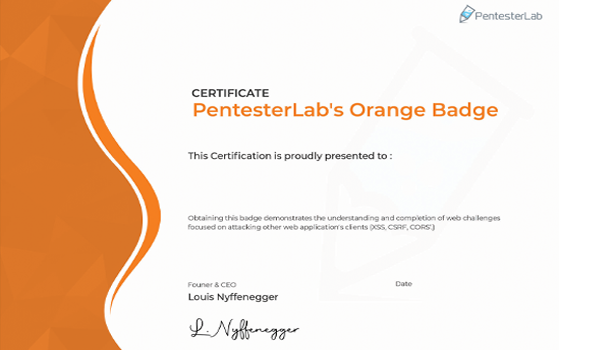 PentesterLab
CERTIFICATE
PentesterLab's Orange Badge
This Certification is proudly presented to :
Obtaining this badge demonstrates the understanding and completion of web challenges
focused on attacking other web application's clients (XSS, CSRF, CORS!.)
Founer & CEO
Date
Louis Nyffenegger
L. Nyffenegger